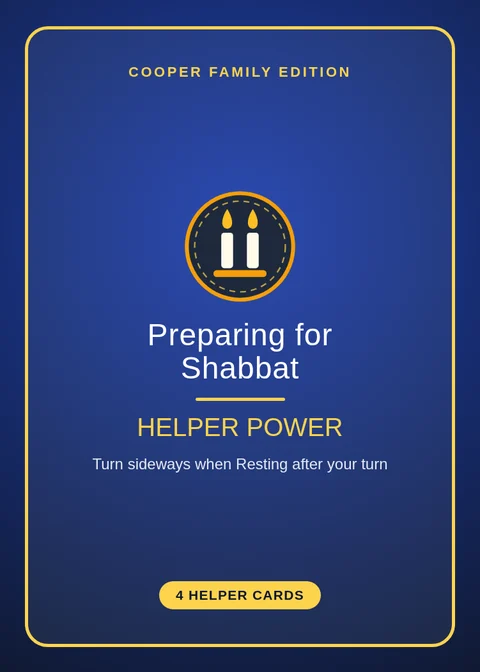 COOPER FAMILY EDITION
Preparing for
Shabbat
HELPER POWER
Turn sideways when Resting after your turn
4 HELPER CARDS